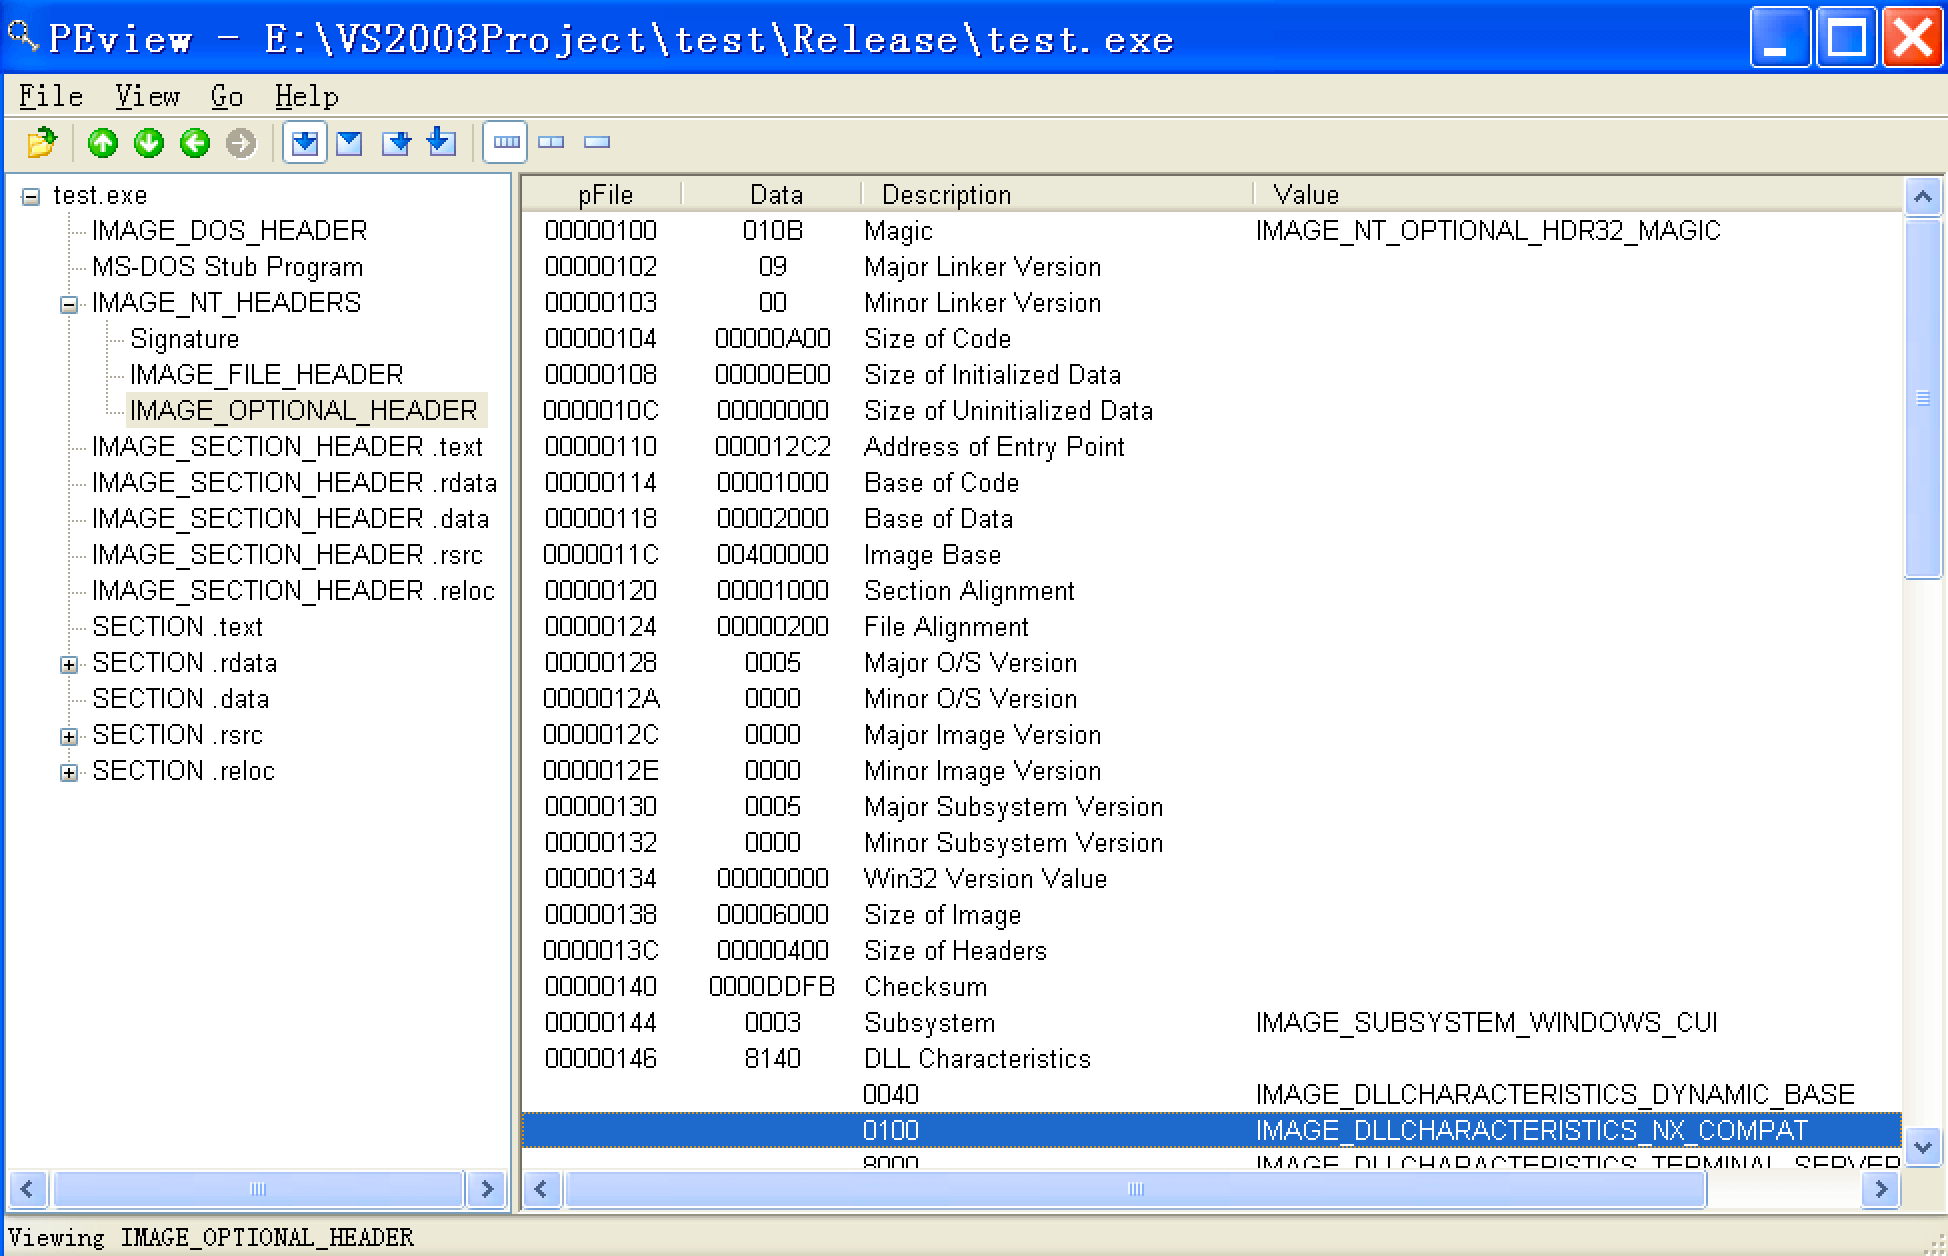 PEview - E:\VS2008Project\test\Release\test.exe
File View Go Help
test.exe
IMAGE_DOS_HEADER
MS-DOS Stub Program
IMAGE_NT_HEADERS
Signature
IMAGE_FILE_HEADER
IMAGE_OPTIONAL_HEADER
IMAGE_SECTION_HEADER .text
IMAGE_SECTION_HEADER .rdata
IMAGE_SECTION_HEADER .data
IMAGE_SECTION_HEADER .rsrc
IMAGE_SECTION_HEADER .reloc
SECTION .text
SECTION .rdata
SECTION .data
SECTION .rsrc
SECTION .reloc
pFile Data Description Value
00000100 010B Magic IMAGE_NT_OPTIONAL_HDR32_MAGIC
00000102 09 Major Linker Version
00000103 00 Minor Linker Version
00000104 00000A00 Size of Code
00000108 00000E00 Size of Initialized Data
0000010C 00000000 Size of Uninitialized Data
00000110 000012C2 Address of Entry Point
00000114 00001000 Base of Code
00000118 00002000 Base of Data
0000011C 00400000 Image Base
00000120 00001000 Section Alignment
00000124 00000200 File Alignment
00000128 0005 Major O/S Version
0000012A 0000 Minor O/S Version
0000012C 0000 Major Image Version
0000012E 0000 Minor Image Version
00000130 0005 Major Subsystem Version
00000132 0000 Minor Subsystem Version
00000134 00000000 Win32 Version Value
00000138 00006000 Size of Image
0000013C 00000400 Size of Headers
00000140 0000DDFB Checksum
00000144 0003 Subsystem IMAGE_SUBSYSTEM_WINDOWS_CUI
00000146 8140 DLL Characteristics
0040 IMAGE_DLLCHARACTERISTICS_DYNAMIC_BASE
0100 IMAGE_DLLCHARACTERISTICS_NX_COMPAT
8000 IMAGE_DLLCHARACTERISTICS_TERMINAL_SERVER
Viewing IMAGE_OPTIONAL_HEADER